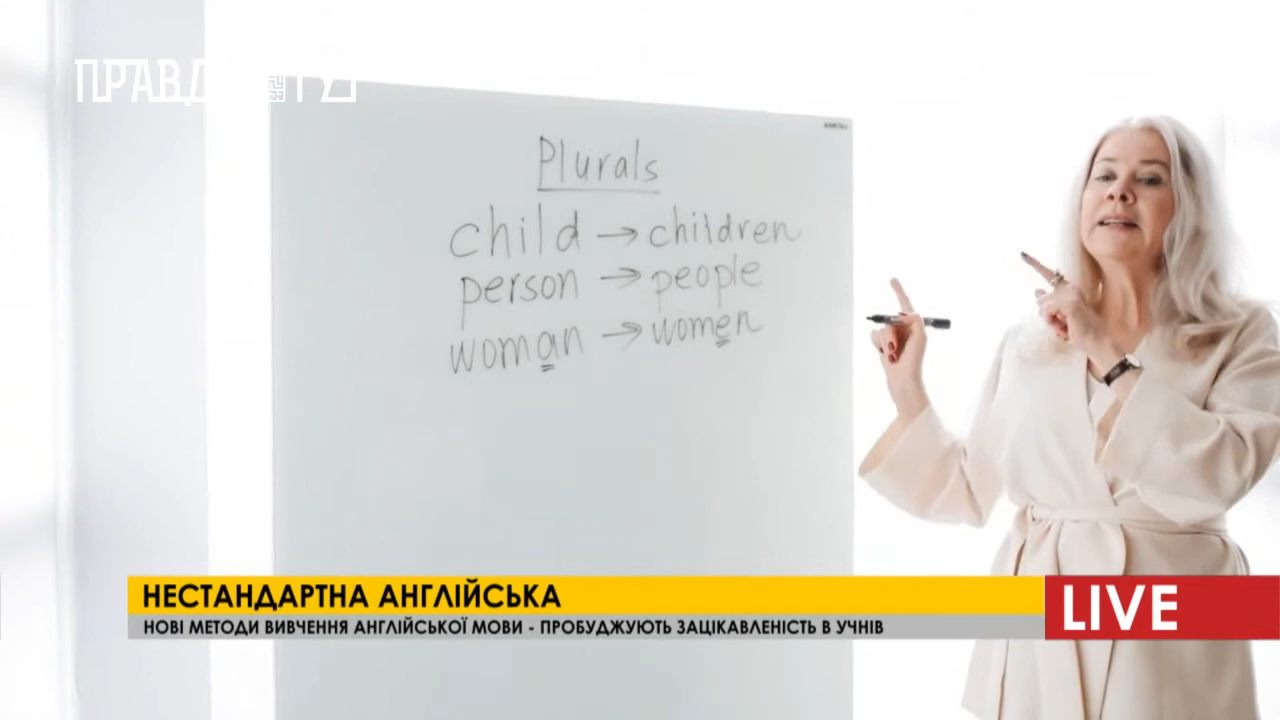 Plurals
child → children
person → people
woman → women
НЕСТАНДАРТНА АНГЛІЙСЬКА
НОВІ МЕТОДИ ВИВЧЕННЯ АНГЛІЙСЬКОЇ МОВИ - ПРОБУДЖУЮТЬ ЗАЦІКАВЛЕНІСТЬ В УЧНІВ
LIVE